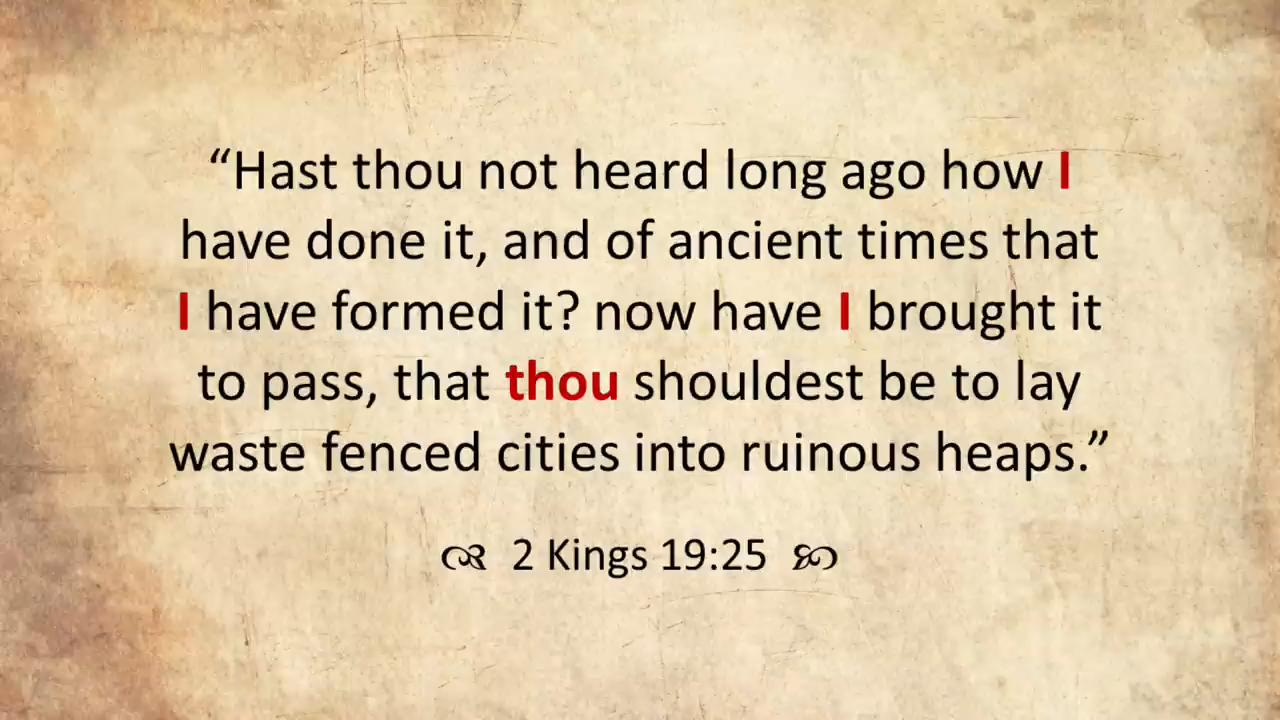 “Hast thou not heard long ago how I
have done it, and of ancient times that
I have formed it? now have I brought it
to pass, that thou shouldest be to lay
waste fenced cities into ruinous heaps.”
2 Kings 19:25